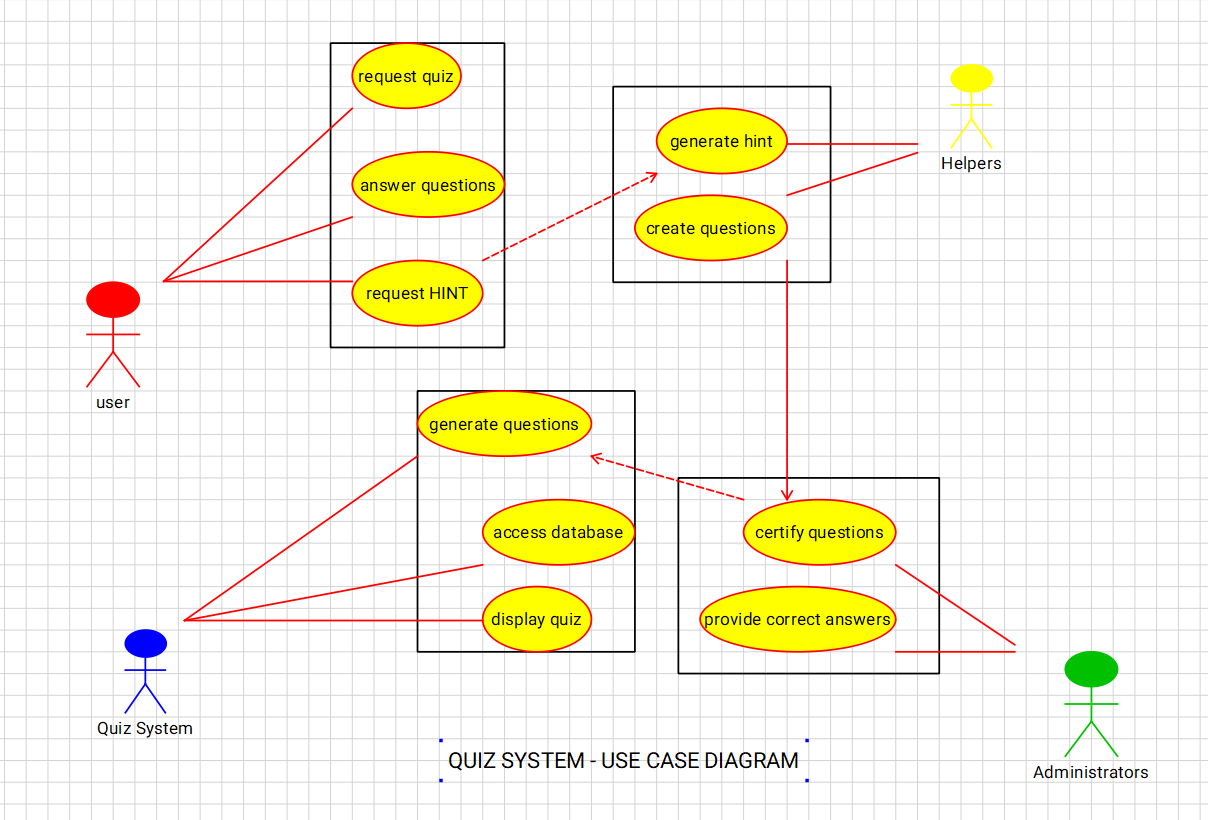 request quiz
answer questions
request HINT
user
generate hint
create questions
Helpers
generate questions
access database
display quiz
Quiz System
certify questions
provide correct answers
Administrators
QUIZ SYSTEM - USE CASE DIAGRAM